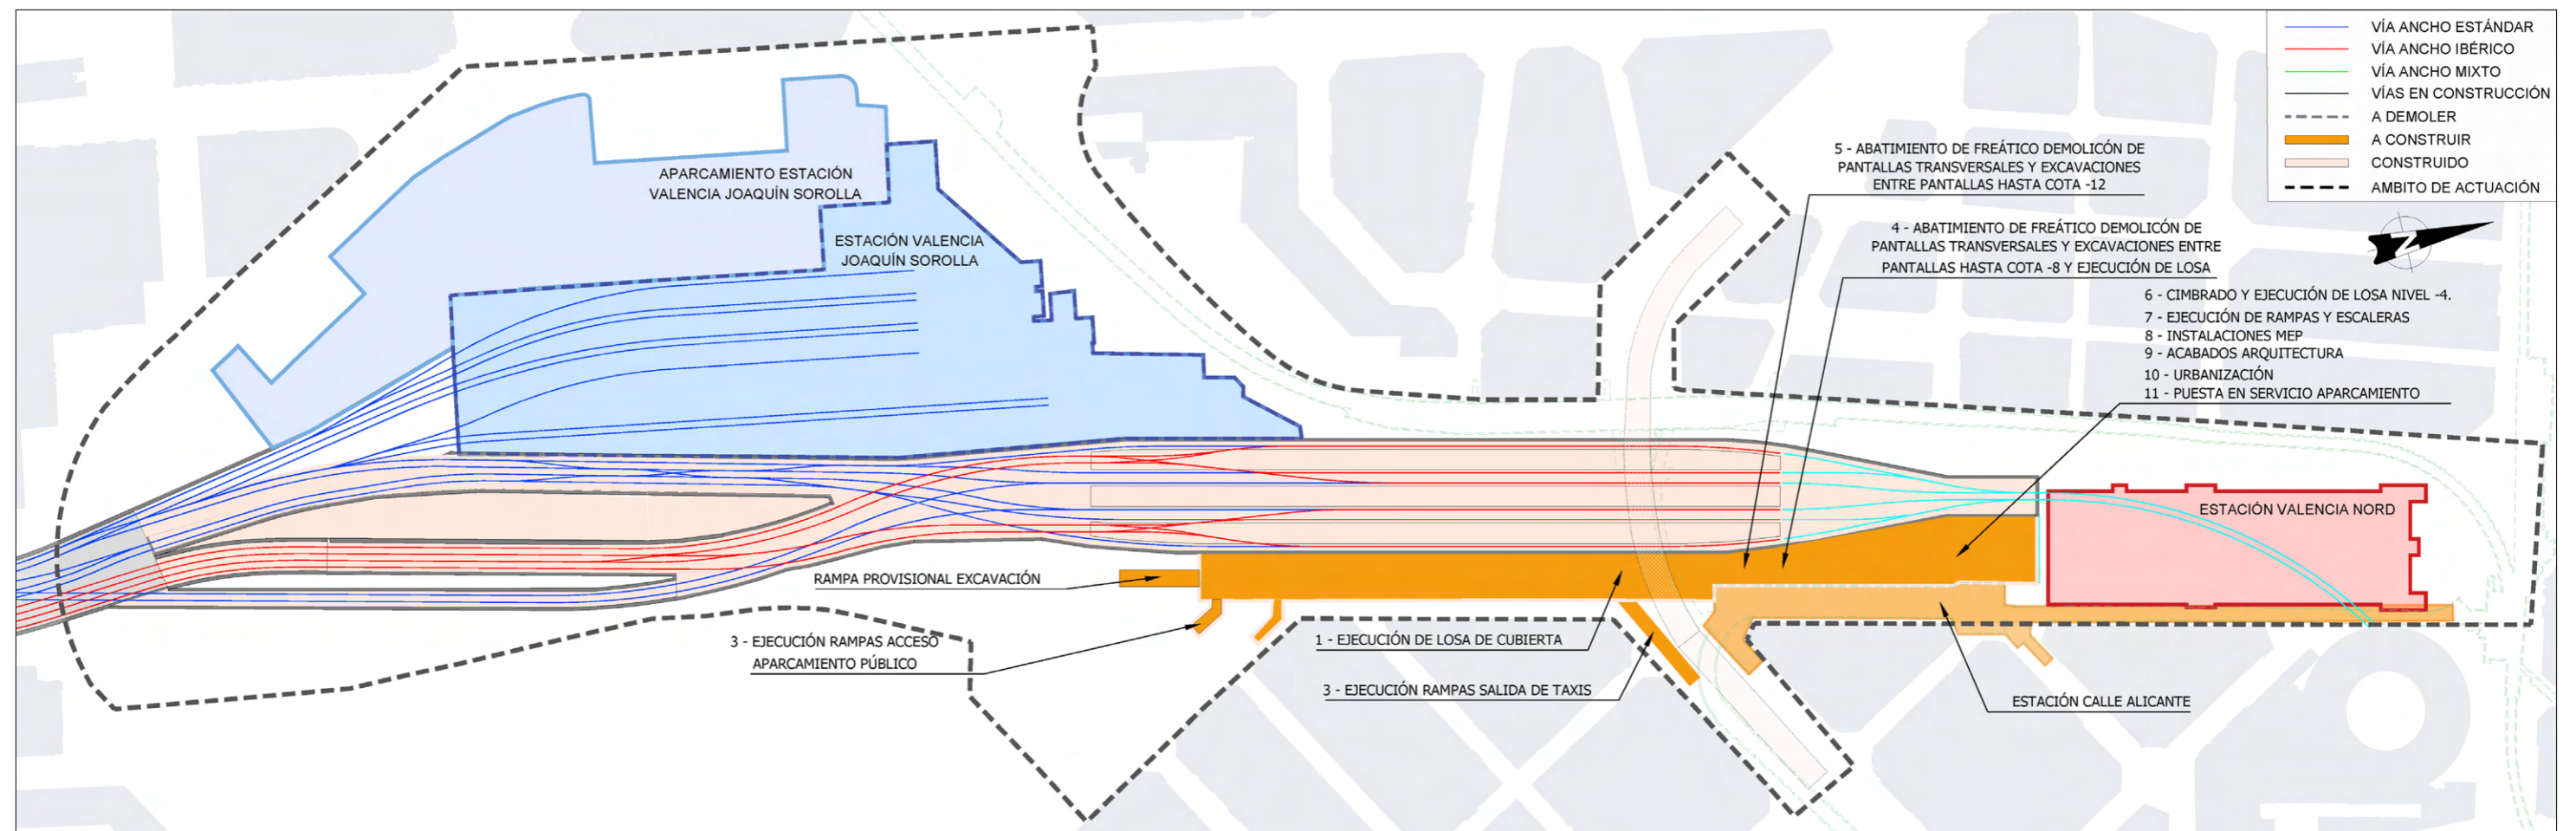 VÍA ANCHO ESTÁNDAR
VÍA ANCHO IBÉRICO
VÍA ANCHO MIXTO
VÍAS EN CONSTRUCCIÓN
A DEMOLER
A CONSTRUIR
CONSTRUIDO
AMBITO DE ACTUACIÓN
N
APARCAMIENTO ESTACIÓN
VALENCIA JOAQUÍN SOROLLA
ESTACIÓN VALENCIA
JOAQUÍN SOROLLA
5 - ABATIMIENTO DE FREÁTICO DEMOLICÓN DE
PANTALLAS TRANSVERSALES Y EXCAVACIONES
ENTRE PANTALLAS HASTA COTA -12
4 - ABATIMIENTO DE FREÁTICO DEMOLICÓN DE
PANTALLAS TRANSVERSALES Y EXCAVACIONES ENTRE
PANTALLAS HASTA COTA -8 Y EJECUCIÓN DE LOSA
6 - CIMBRADO Y EJECUCIÓN DE LOSA NIVEL -4.
7 - EJECUCIÓN DE RAMPAS Y ESCALERAS
8 - INSTALACIONES MEP
9 - ACABADOS ARQUITECTURA
10 - URBANIZACIÓN
11 - PUESTA EN SERVICIO APARCAMIENTO
ESTACIÓN VALENCIA NORD
RAMPA PROVISIONAL EXCAVACIÓN
3 - EJECUCIÓN RAMPAS ACCESO
APARCAMIENTO PÚBLICO
1 - EJECUCIÓN DE LOSA DE CUBIERTA
3 - EJECUCIÓN RAMPAS SALIDA DE TAXIS
ESTACIÓN CALLE ALICANTE